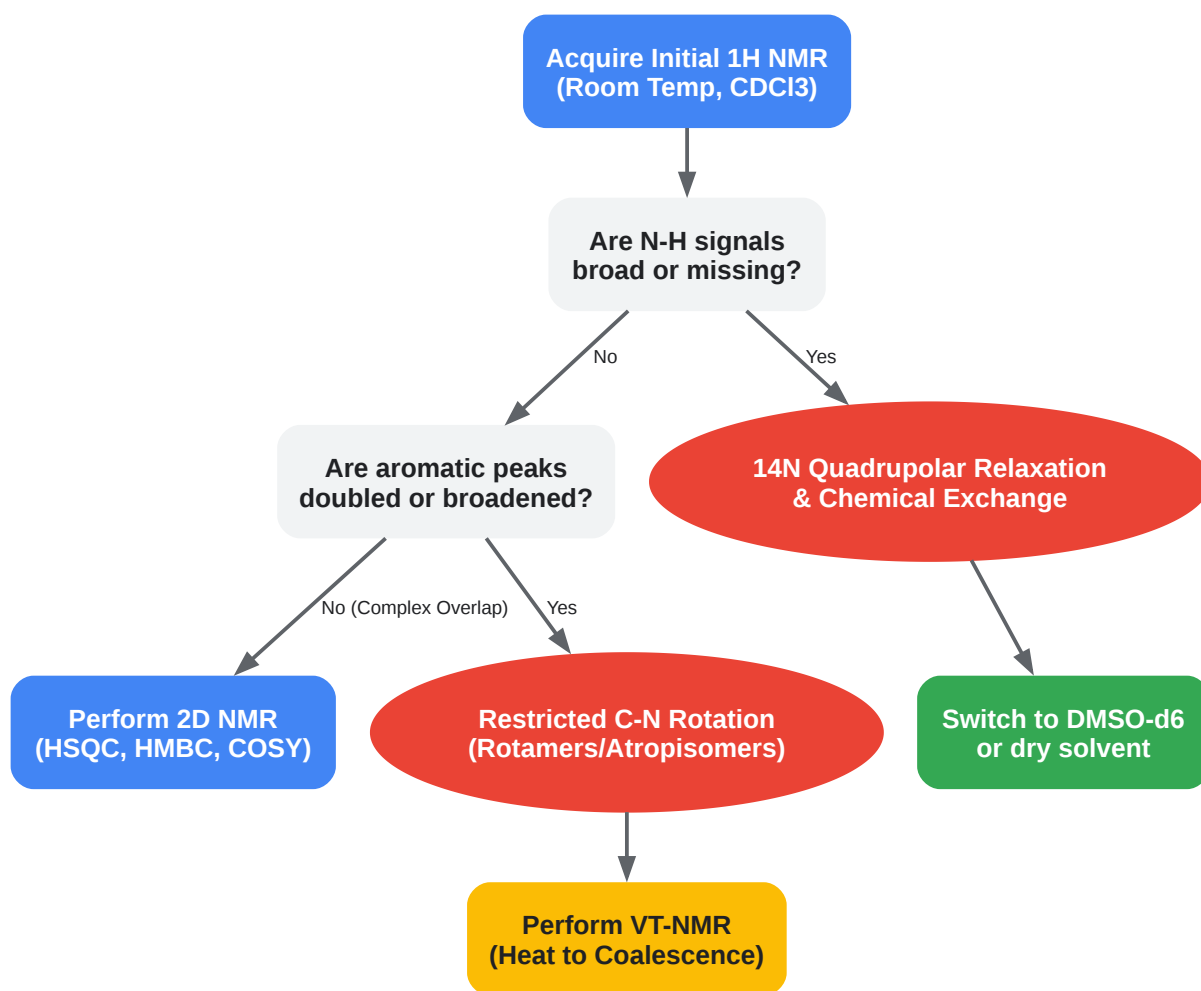 Acquire Initial 1H NMR
(Room Temp, CDCl3)
Are N-H signals
broad or missing?
No
Yes
Are aromatic peaks
doubled or broadened?
14N Quadrupolar Relaxation
& Chemical Exchange
No (Complex Overlap)
Yes
Perform 2D NMR
(HSQC, HMBC, COSY)
Restricted C-N Rotation
(Rotamers/Atropisomers)
Switch to DMSO-d6
or dry solvent
Perform VT-NMR
(Heat to Coalescence)